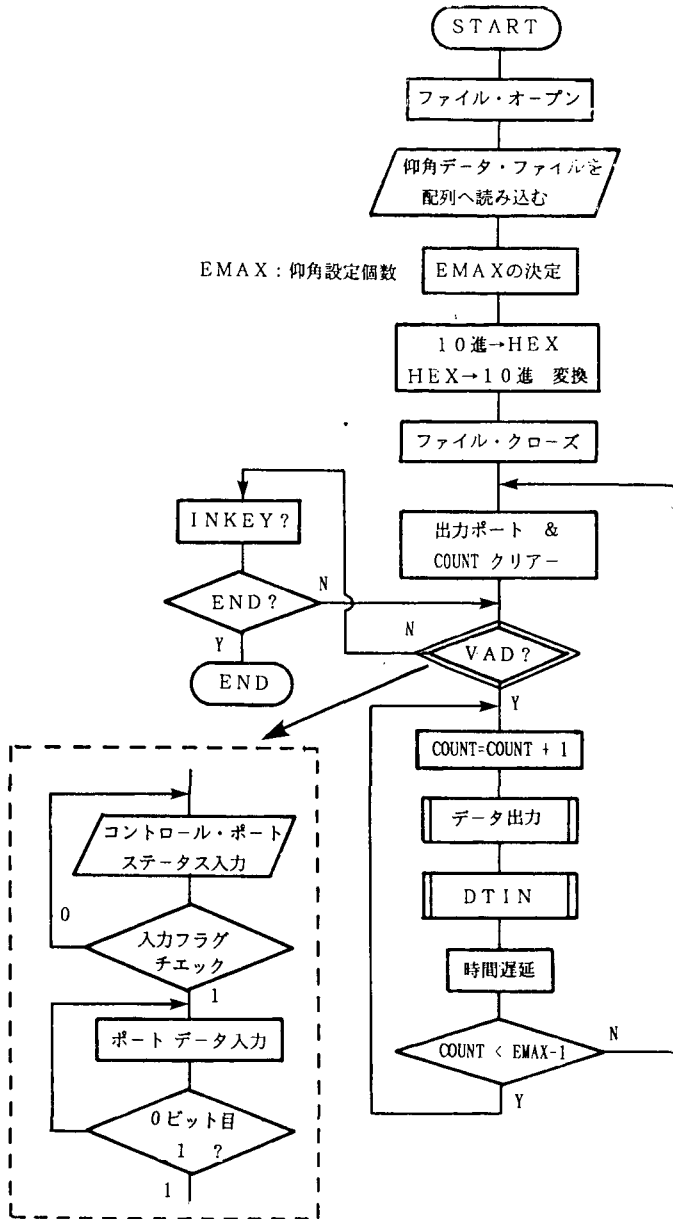 START
ファイル・オープン
仰角データ・ファイルを
配列へ読み込む
EMAX：仰角設定個数
EMAXの決定
10進→HEX
HEX→10進 変換
ファイル・クローズ
INKEY?
出力ポート &
COUNT クリアー
END?
N
Y
END
N
VAD?
Y
COUNT=COUNT + 1
データ出力
DTIN
時間遅延
COUNT < EMAX-1
N
Y
コントロール・ポート
ステータス入力
0
入力フラグ
チエック
1
ポート データ入力
0ビット目
1 ?
1